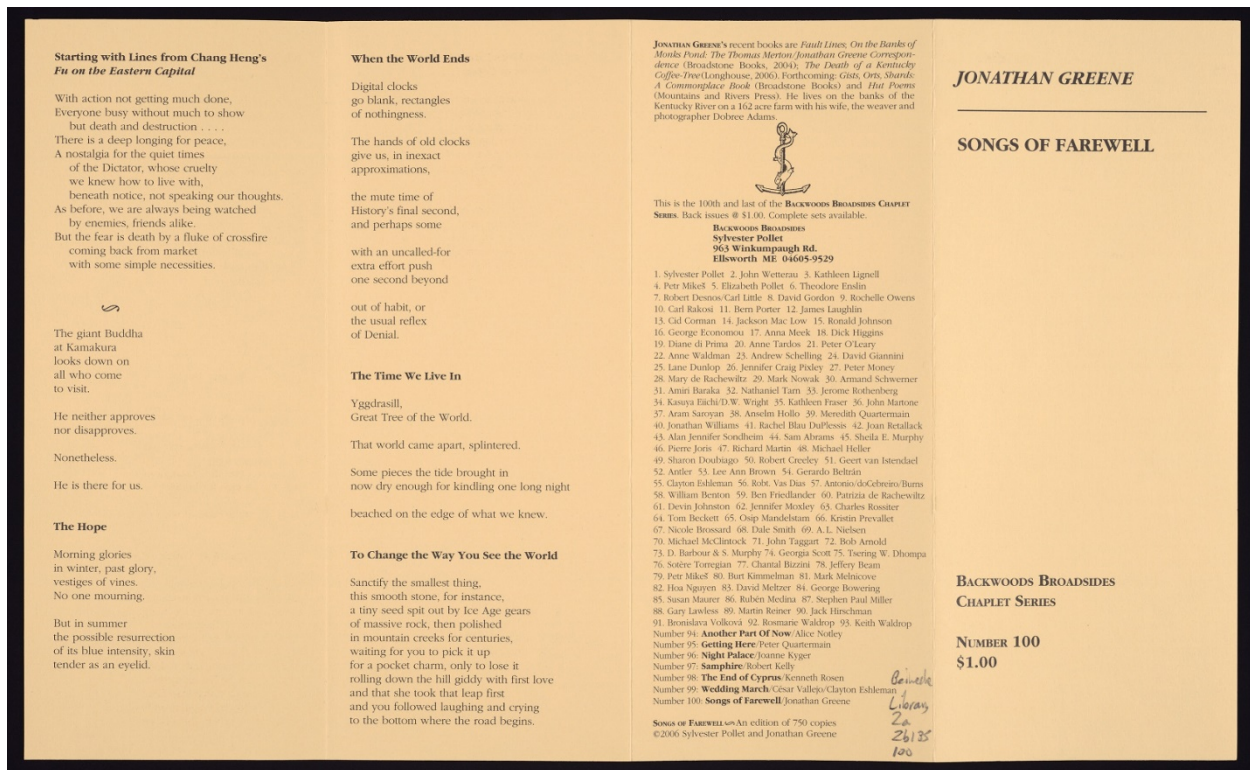 Starting with Lines from Chang Heng's
Fu on the Eastern Capital
With action not getting much done,
Everyone busy without much to show
but death and destruction . . . .
There is a deep longing for peace,
A nostalgia for the quiet times
of the Dictator, whose cruelty
we knew how to live with,
beneath notice, not speaking our thoughts.
As before, we are always being watched
by enemies, friends alike.
But the fear is death by a fluke of crossfire
coming back from market
with some simple necessities.
The giant Buddha
at Kamakura
looks down on
all who come
to visit.
He neither approves
nor disapproves.
Nonetheless.
He is there for us.
The Hope
Morning glories
in winter, past glory,
vestiges of vines.
No one mourning.
But in summer
the possible resurrection
of its blue intensity, skin
tender as an eyelid.
When the World Ends
Digital clocks
go blank, rectangles
of nothingness.
The hands of old clocks
give us, in inexact
approximations,
the mute time of
History's final second,
and perhaps some
with an uncalled-for
extra effort push
one second beyond
out of habit, or
the usual reflex
of Denial.
The Time We Live In
Yggdrasill,
Great Tree of the World.
That world came apart, splintered.
Some pieces the tide brought in
now dry enough for kindling one long night
beached on the edge of what we knew.
To Change the Way You See the World
Sanctify the smallest thing,
this smooth stone, for instance,
a tiny seed spit out by Ice Age gears
of massive rock, then polished
in mountain creeks for centuries,
waiting for you to pick it up
for a pocket charm, only to lose it
rolling down the hill giddy with first love
and that she took that leap first
and you followed laughing and crying
to the bottom where the road begins.
JONATHAN GREENE'S recent books are Fault Lines; On the Banks of
Monks Pond: The Thomas Merton/Jonathan Greene Correspon-
dence (Broadstone Books, 2004); The Death of a Kentucky
Coffee-Tree (Longhouse, 2006). Forthcoming: Gists, Orts, Shards:
A Commonplace Book (Broadstone Books) and Hut Poems
(Mountains and Rivers Press). He lives on the banks of the
Kentucky River on a 162 acre farm with his wife, the weaver and
photographer Dobree Adams.
This is the 100th and last of the BACKWOODS BROADSIDES CHAPLET
SERIES. Back issues @ $1.00. Complete sets available.
BACKWOODS BROADSIDES
Sylvester Pollet
963 Winkumpaugh Rd.
Ellsworth ME 04605-9529
1. Sylvester Pollet 2. John Wetterau 3. Kathleen Lignell
4. Petr Mikeš 5. Elizabeth Pollet 6. Theodore Enslin
7. Robert Desnos/Carl Little 8. David Gordon 9. Rochelle Owens
10. Carl Rakosi 11. Bern Porter 12. James Laughlin
13. Cid Corman 14. Jackson Mac Low 15. Ronald Johnson
16. George Economou 17. Anna Meek 18. Dick Higgins
19. Diane di Prima 20. Anne Tardos 21. Peter O'Leary
22. Anne Waldman 23. Andrew Schelling 24. David Giannini
25. Lane Dunlop 26. Jennifer Craig Pixley 27. Peter Money
28. Mary de Rachewiltz 29. Mark Nowak 30. Armand Schwerner
31. Amiri Baraka 32. Nathaniel Tarn 33. Jerome Rothenberg
34. Kasuya Eiichi/D.W. Wright 35. Kathleen Fraser 36. John Martone
37. Aram Saroyan 38. Anselm Hollo 39. Meredith Quartermain
40. Jonathan Williams 41. Rachel Blau DuPlessis 42. Joan Retallack
43. Alan Jennifer Sondheim 44. Sam Abrams 45. Sheila E. Murphy
46. Pierre Joris 47. Richard Martin 48. Michael Heller
49. Sharon Doubiago 50. Robert Creeley 51. Geert van Istendael
52. Antler 53. Lee Ann Brown 54. Gerardo Beltrán
55. Clayton Eshleman 56. Robt. Vas Dias 57. Antonio/doCebreiro/Burns
58. William Benton 59. Ben Friedlander 60. Patrizia de Rachewiltz
61. Devin Johnston 62. Jennifer Moxley 63. Charles Rossiter
64. Tom Beckett 65. Osip Mandelstam 66. Kristin Prevallet
67. Nicole Brossard 68. Dale Smith 69. A.L. Nielsen
70. Michael McClintock 71. John Taggart 72. Bob Arnold
73. D. Barbour & S. Murphy 74. Georgia Scott 75. Tsering W. Dhompa
76. Sotère Torregian 77. Chantal Bizzini 78. Jeffery Beam
79. Petr Mikeš 80. Burt Kimmelman 81. Mark Melnicove
82. Hoa Nguyen 83. David Meltzer 84. George Bowering
85. Susan Maurer 86. Rubén Medina 87. Stephen Paul Miller
88. Gary Lawless 89. Martin Reiner 90. Jack Hirschman
91. Bronislava Volková 92. Rosmarie Waldrop 93. Keith Waldrop
Number 94: Another Part Of Now/Alice Notley
Number 95: Getting Here/Peter Quartermain
Number 96: Night Palace/Joanne Kyger
Number 97: Samphire/Robert Kelly
Number 98: The End of Cyprus/Kenneth Rosen
Number 99: Wedding March/César Vallejo/Clayton Eshleman
Number 100: Songs of Farewell/Jonathan Greene
SONGS OF FAREWELL An edition of 750 copies
©2006 Sylvester Pollet and Jonathan Greene
Beinecke
Library
Za
Zb135
100
JONATHAN GREENE
SONGS OF FAREWELL
BACKWOODS BROADSIDES
CHAPLET SERIES
NUMBER 100
$1.00